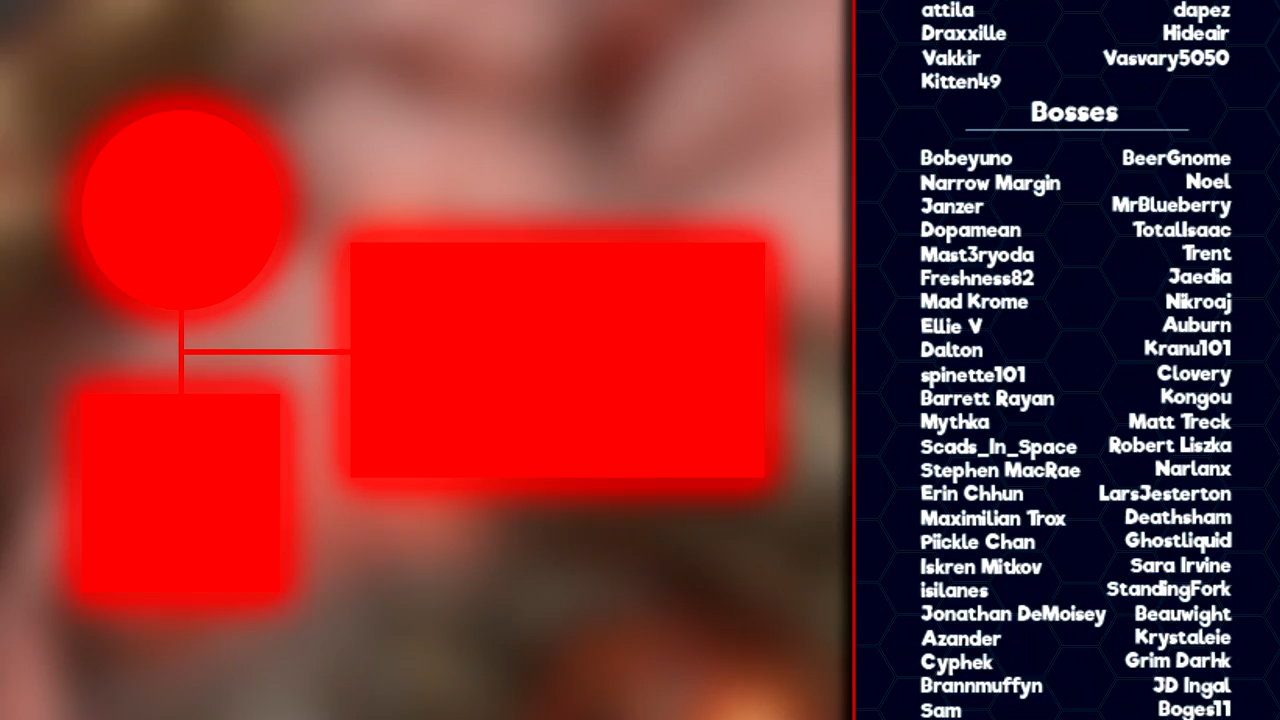 attila dapez
Draxxille Hideair
Vakkir Vasvary5050
Kitten49
Bosses
Bobeyuno BeerGnome
Narrow Margin Noel
Janzer MrBlueberry
Dopamean TotalIsaac
Mast3ryoda Trent
Freshness82 Jaedia
Mad Krome Nikroaj
Ellie V Auburn
Dalton Kranu101
spinette101 Clovery
Barrett Rayan Kongou
Mythka Matt Treck
Scads_In_Space Robert Liszka
Stephen MacRae Narlanx
Erin Chhun LarsJesterton
Maximilian Trox Deathsham
Piickle Chan Ghostliquid
Iskren Mitkov Sara Irvine
isilanes StandingFork
Jonathan DeMoisey Beauwight
Azander Krystaleie
Cyphek Grim Darhk
Brannmuffyn JD Ingal
Sam Boges11